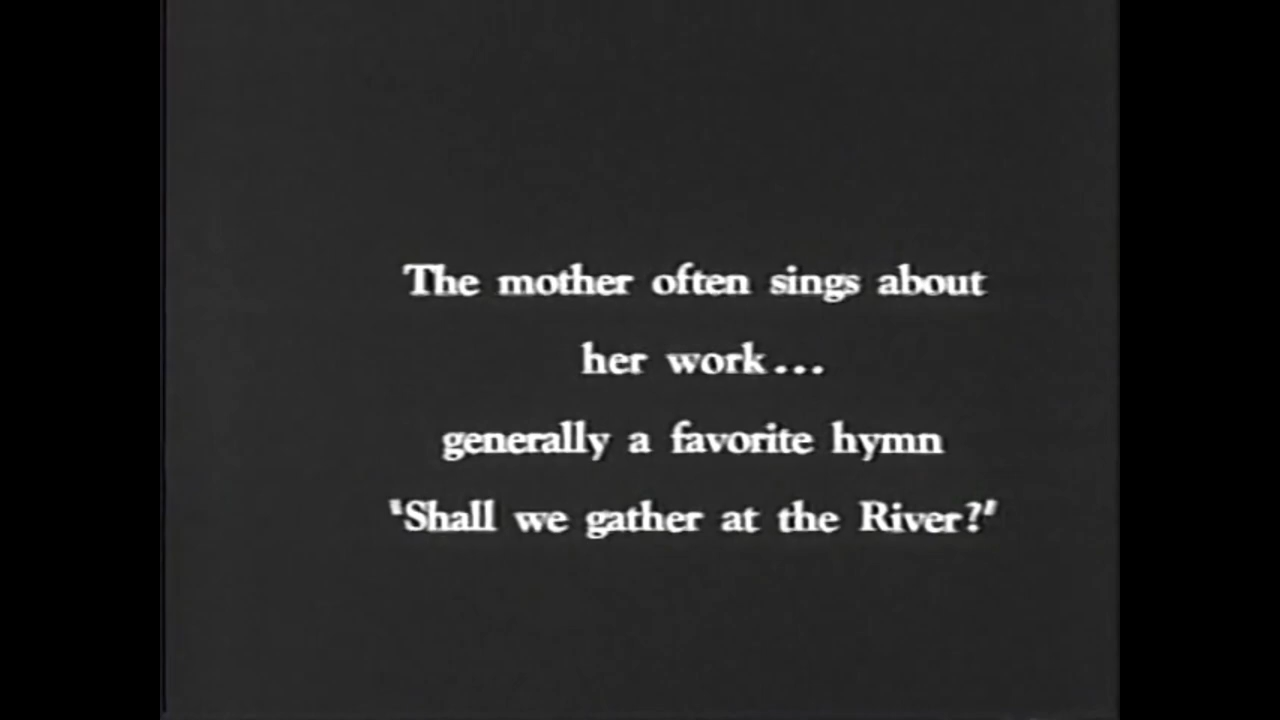 The mother often sings about
her work...
generally a favorite hymn
'Shall we gather at the River?'